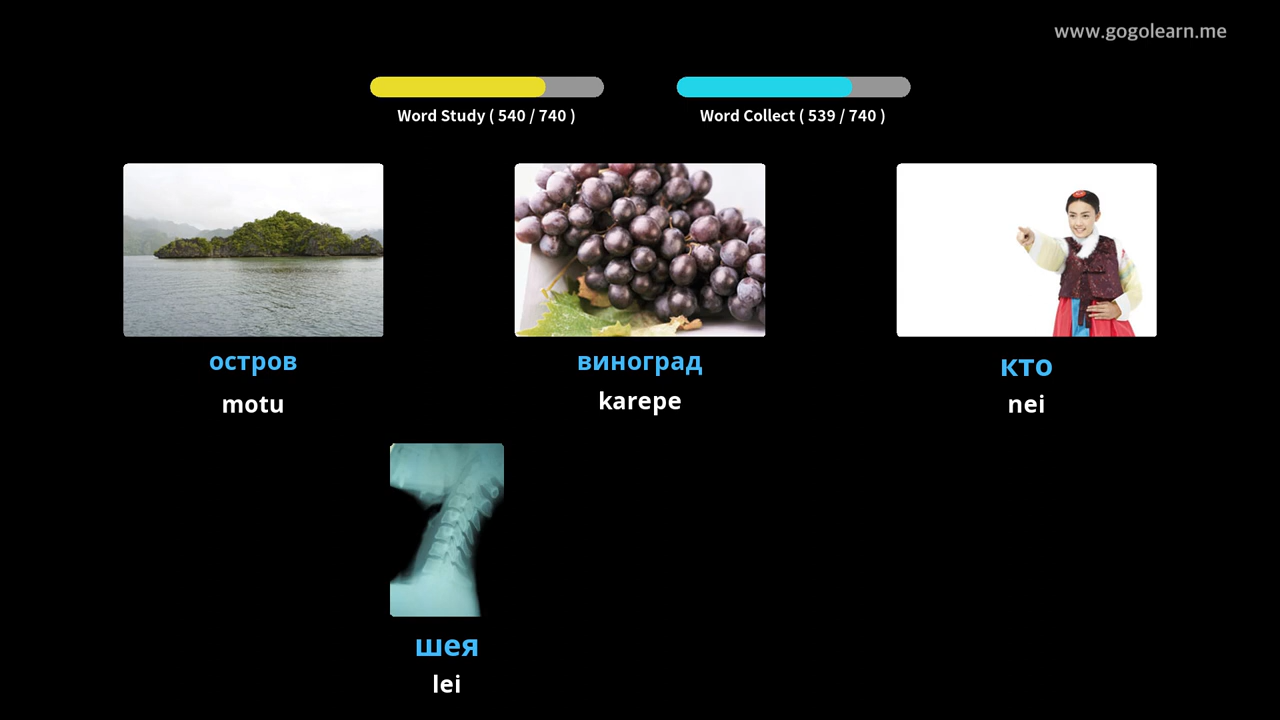 www.gogolearn.me
Word Study ( 540 / 740 )
Word Collect ( 539 / 740 )
остров
motu
виноград
karepe
кто
nei
шея
lei